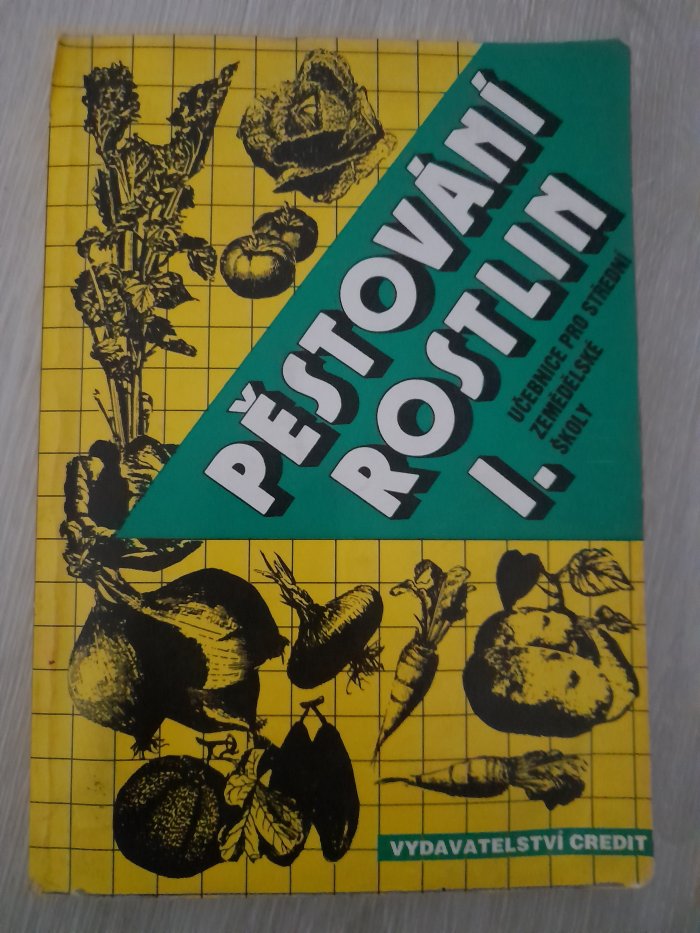 PĚSTOVÁNÍ
ROSTLIN
I.
UČEBNICE PRO STŘEDNÍ
ZEMĚDĚLSKÉ
ŠKOLY
VYDAVATELSTVÍ CREDIT